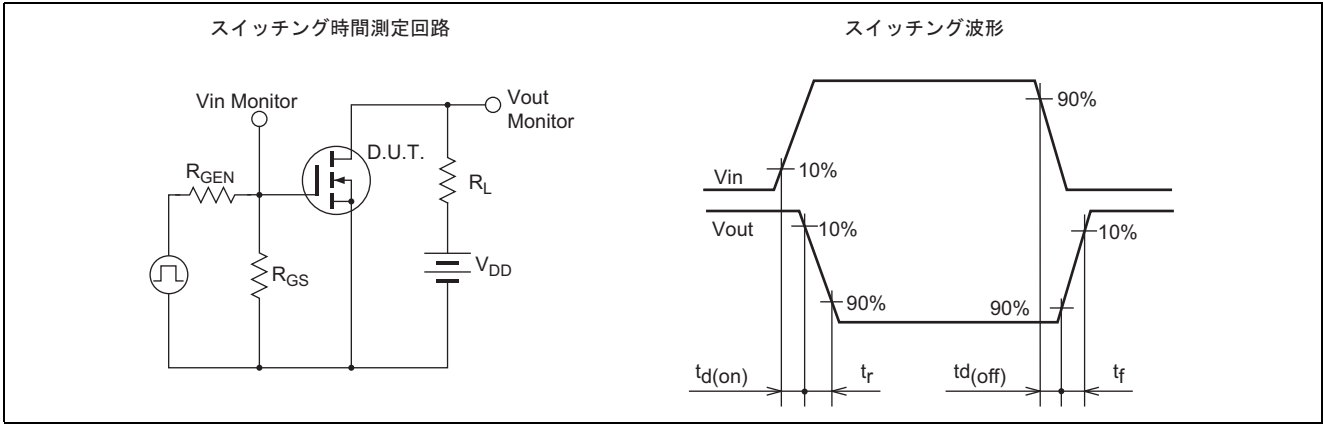 スイッチング時間測定回路
Vin Monitor
Vout
Monitor
D.U.T.
RGEN
RL
RGS
VDD
スイッチング波形
90%
10%
Vin
Vout
10%
10%
90%
90%
td(on)
tr
td(off)
tf